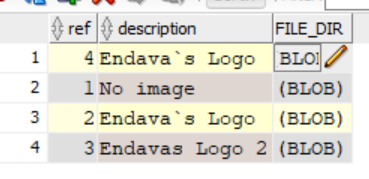 ref description FILE_DIR
1 4 Endava`s Logo BLO
2 1 No image (BLOB)
3 2 Endava`s Logo (BLOB)
4 3 Endavas Logo 2 (BLOB)